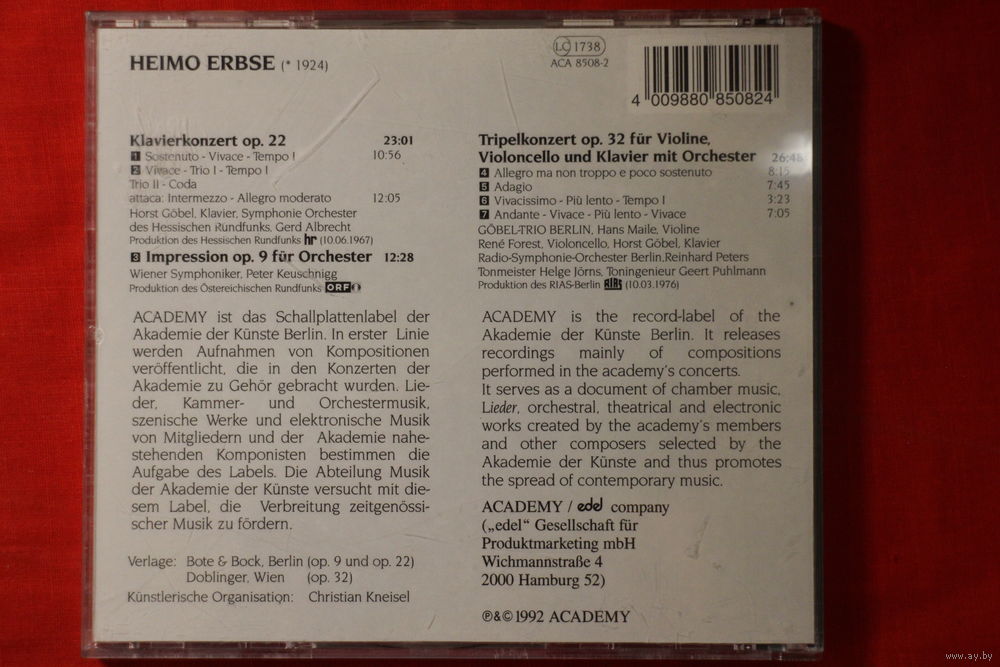 HEIMO ERBSE (* 1924)
LC 1738
ACA 8508-2
4 009880 850824
Klavierkonzert op. 22 23:01
1 Sostenuto - Vivace - Tempo I 10:56
2 Vivace - Trio I - Tempo I
Trio II - Coda
attaca: Intermezzo - Allegro moderato 12:05
Horst Göbel, Klavier, Symphonie Orchester
des Hessischen Rundfunks, Gerd Albrecht
Produktion des Hessischen Rundfunks hr (10.06.1967)
3 Impression op. 9 für Orchester 12:28
Wiener Symphoniker, Peter Keuschnigg
Produktion des Östereichischen Rundfunks ORF
ACADEMY ist das Schallplattenlabel der
Akademie der Künste Berlin. In erster Linie
werden Aufnahmen von Kompositionen
veröffentlicht, die in den Konzerten der
Akademie zu Gehör gebracht wurden. Lie-
der, Kammer- und Orchestermusik,
szenische Werke und elektronische Musik
von Mitgliedern und der Akademie nahe-
stehenden Komponisten bestimmen die
Aufgabe des Labels. Die Abteilung Musik
der Akademie der Künste versucht mit die-
sem Label, die Verbreitung zeitgenössi-
scher Musik zu fördern.
Verlage: Bote & Bock, Berlin (op. 9 und op. 22)
Doblinger, Wien (op. 32)
Künstlerische Organisation: Christian Kneisel
Tripelkonzert op. 32 für Violine,
Violoncello und Klavier mit Orchester 26:48
4 Allegro ma non troppo e poco sostenuto 8:15
5 Adagio 7:45
6 Vivacissimo - Più lento - Tempo I 3:23
7 Andante - Vivace - Più lento - Vivace 7:05
GÖBEL-TRIO BERLIN, Hans Maile, Violine
René Forest, Violoncello, Horst Göbel, Klavier
Radio-Symphonie-Orchester Berlin,Reinhard Peters
Tonmeister Helge Jörns, Toningenieur Geert Puhlmann
Produktion des RIAS-Berlin RIAS (10.03.1976)
ACADEMY is the record-label of the
Akademie der Künste Berlin. It releases
recordings mainly of compositions
performed in the academy's concerts.
It serves as a document of chamber music,
Lieder, orchestral, theatrical and electronic
works created by the academy's members
and other composers selected by the
Akademie der Künste and thus promotes
the spread of contemporary music.
ACADEMY / edel company
(„edel“ Gesellschaft für
Produktmarketing mbH
Wichmannstraße 4
2000 Hamburg 52)
℗&©1992 ACADEMY
www.ay.by